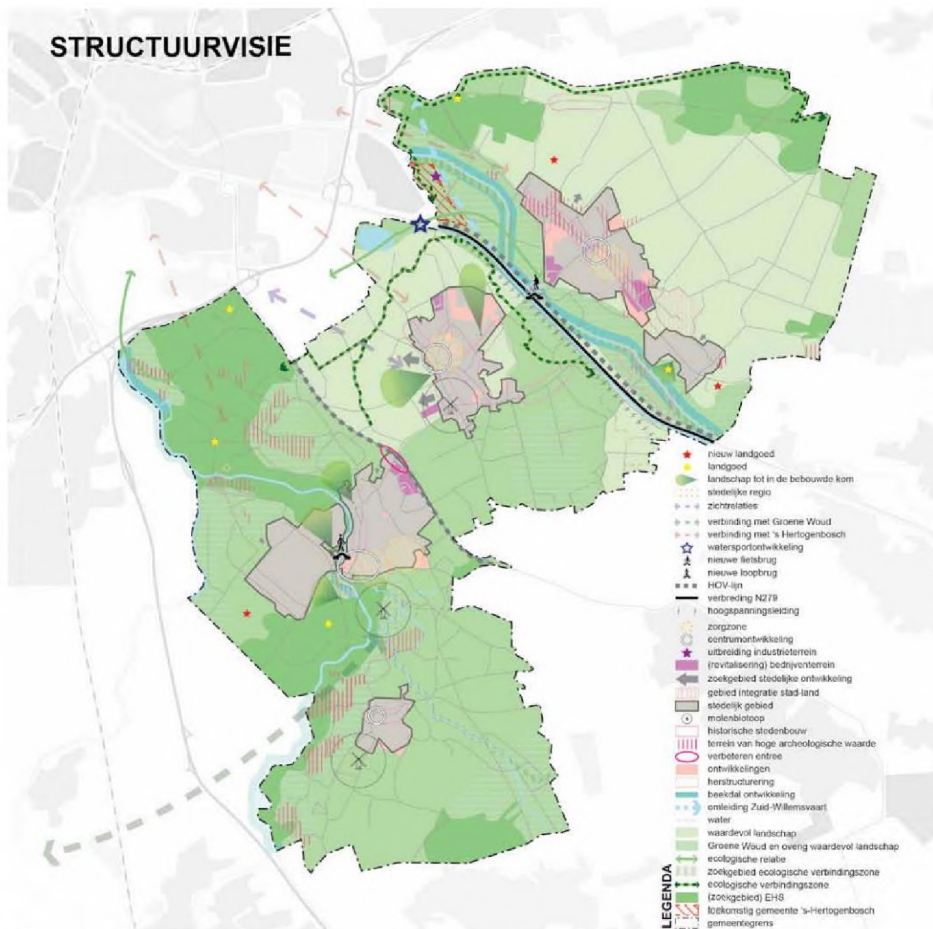 STRUCTUURVISIE
nieuw landgoed
landgoed
landschap tot in de bebouwde kom
stedelijke regio
zichtrelaties
verbinding met Groene Woud
verbinding met 's Hertogenbosch
watersportontwikkeling
nieuwe fietsbrug
nieuwe loopbrug
HOV-lijn
verbreding N279
hoogspanningsleiding
zorgzone
centrumontwikkeling
uitbreiding industrieterrein
(revitalisering) bedrijventerrein
zoekgebied stedelijke ontwikkeling
gebied integratie stad-land
stedelijk gebied
molenbiotoop
historische stedenbouw
terrein van hoge archeologische waarde
verbeteren entree
ontwikkelingen
herstructurering
beekdal ontwikkeling
omleiding Zuid-Willemsvaart
water
waardevol landschap
Groene Woud en overig waardevol landschap
ecologische relatie
zoekgebied ecologische verbindingszone
ecologische verbindingszone
(zoekgebied) EHS
toekomstig gemeente 's-Hertogenbosch
gemeentegrens
LEGENDA